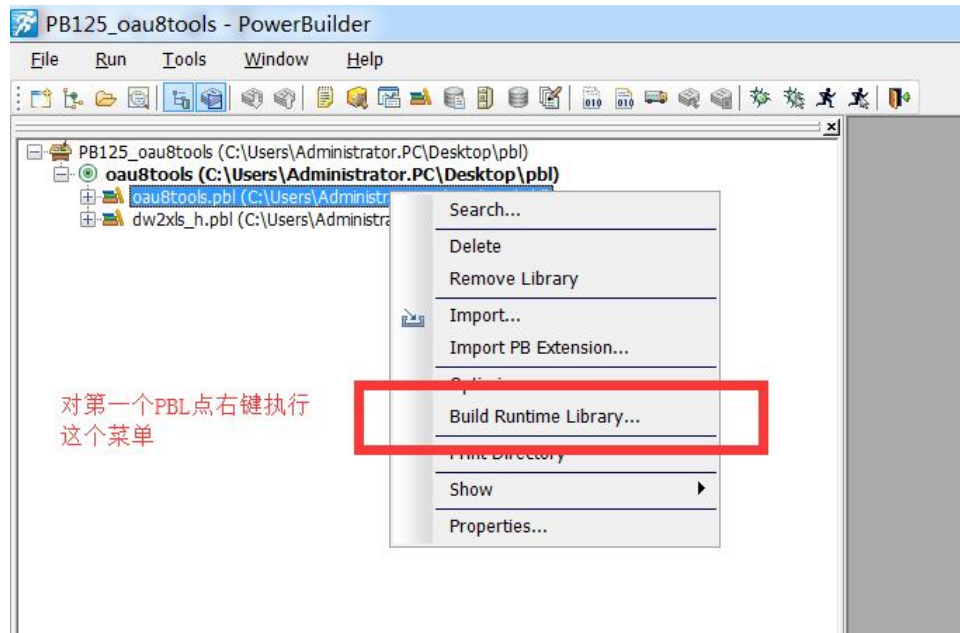 PB125_oau8tools - PowerBuilder
File Run Tools Window Help
PB125_oau8tools (C:\Users\Administrator.PC\Desktop\pbl)
oau8tools (C:\Users\Administrator.PC\Desktop\pbl)
oau8tools.pbl (C:\Users\Administr
dw2xls_h.pbl (C:\Users\Administra
Search...
Delete
Remove Library
Import...
Import PB Extension...
Build Runtime Library...
Print Directory
Show
Properties...
对第一个PBL点右键执行
这个菜单